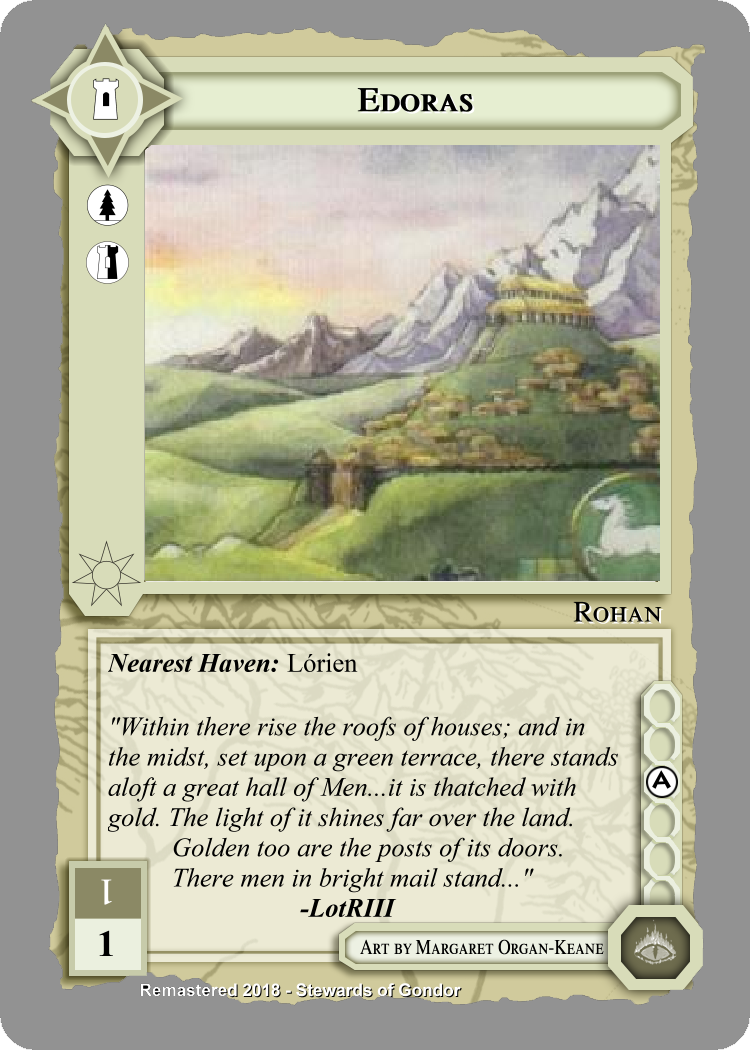 EDORAS
ROHAN
Nearest Haven: Lórien
"Within there rise the roofs of houses; and in
the midst, set upon a green terrace, there stands
aloft a great hall of Men...it is thatched with
gold. The light of it shines far over the land.
Golden too are the posts of its doors.
There men in bright mail stand..."
-LotRIII
A
1
1
ART BY MARGARET ORGAN-KEANE
Remastered 2018 - Stewards of Gondor